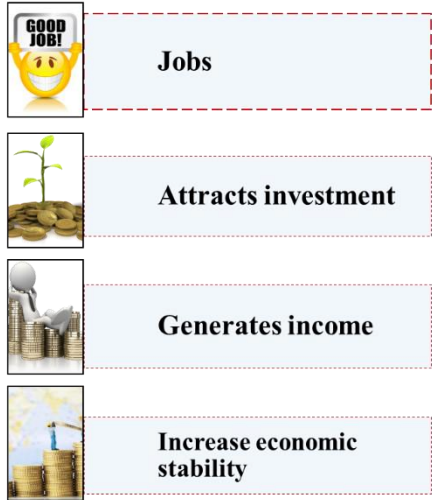 GOOD
JOB!
Jobs
Attracts investment
Generates income
Increase economic
stability